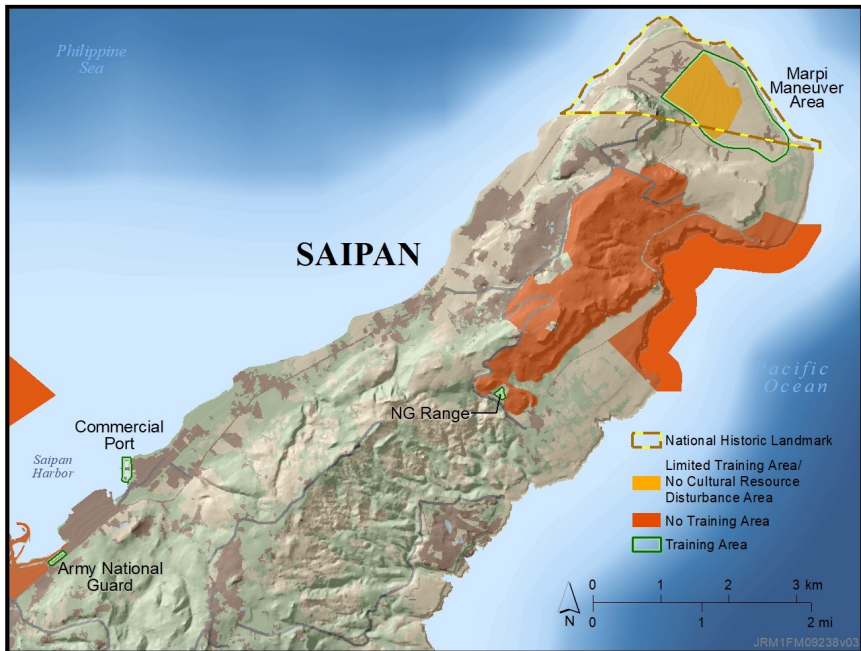 Philippine
Sea
Marpi
Maneuver
Area
SAIPAN
Pacific
Ocean
NG Range
Commercial
Port
Saipan
Harbor
Army National
Guard
National Historic Landmark
Limited Training Area/
No Cultural Resource
Disturbance Area
No Training Area
Training Area
N
0 1 2 3 km
0 1 2 mi
JRM1FM09238v03